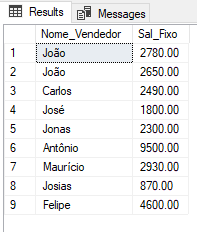 Results Messages
Nome_Vendedor Sal_Fixo
1 João 2780.00
2 João 2650.00
3 Carlos 2490.00
4 José 1800.00
5 Jonas 2300.00
6 Antônio 9500.00
7 Maurício 2930.00
8 Josias 870.00
9 Felipe 4600.00